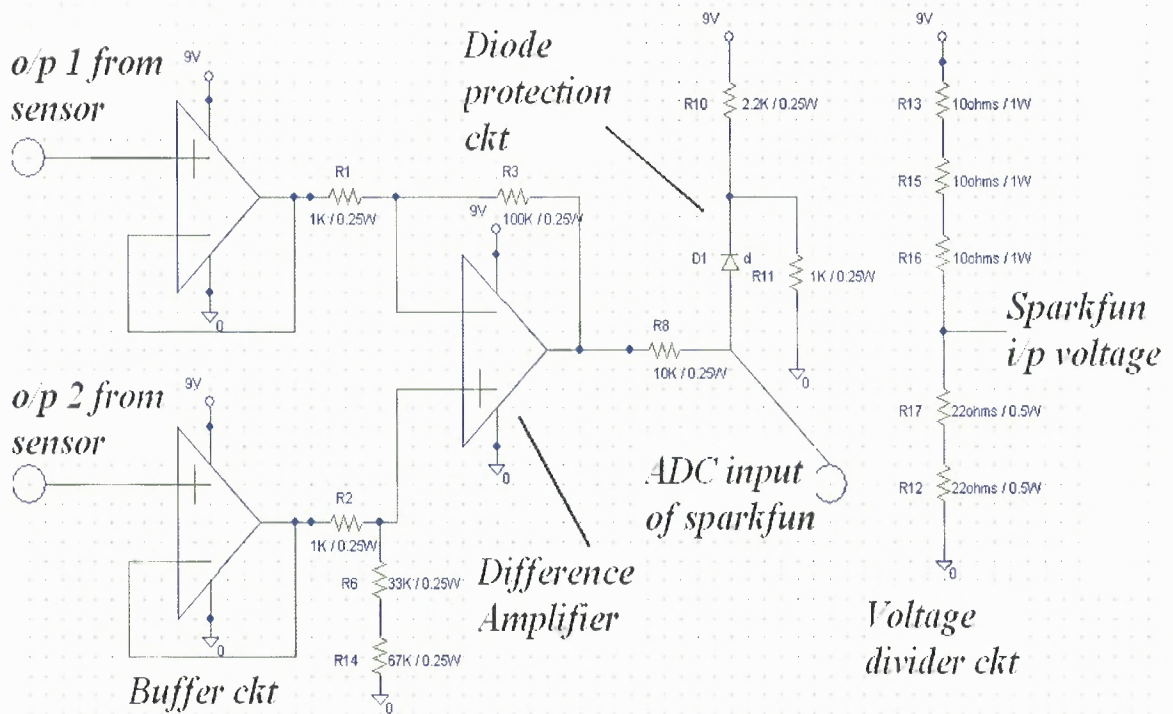 o/p 1 from
sensor
9V
0
R1
1K / 0.25W
R3
100K / 0.25W
9V
0
Diode
protection
ckt
9V
R10
2.2K / 0.25W
D1
d
R11
1K / 0.25W
0
R8
10K / 0.25W
ADC input
of sparkfun
9V
R13
10ohms / 1W
R15
10ohms / 1W
R16
10ohms / 1W
Sparkfun
i/p voltage
R17
22ohms / 0.5W
R12
22ohms / 0.5W
0
Voltage
divider ckt
o/p 2 from
sensor
9V
0
R2
1K / 0.25W
R6
33K / 0.25W
R14
67K / 0.25W
0
Buffer ckt
Difference
Amplifier